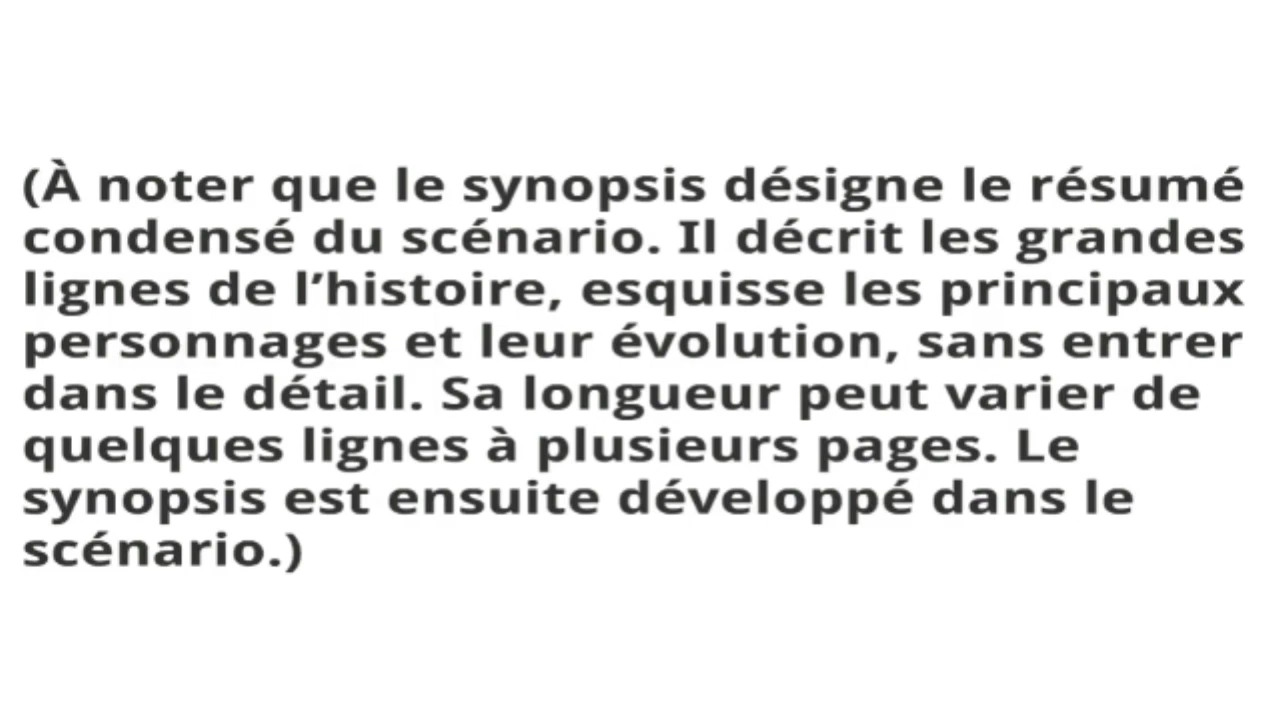 (À noter que le synopsis désigne le résumé
condensé du scénario. Il décrit les grandes
lignes de l’histoire, esquisse les principaux
personnages et leur évolution, sans entrer
dans le détail. Sa longueur peut varier de
quelques lignes à plusieurs pages. Le
synopsis est ensuite développé dans le
scénario.)